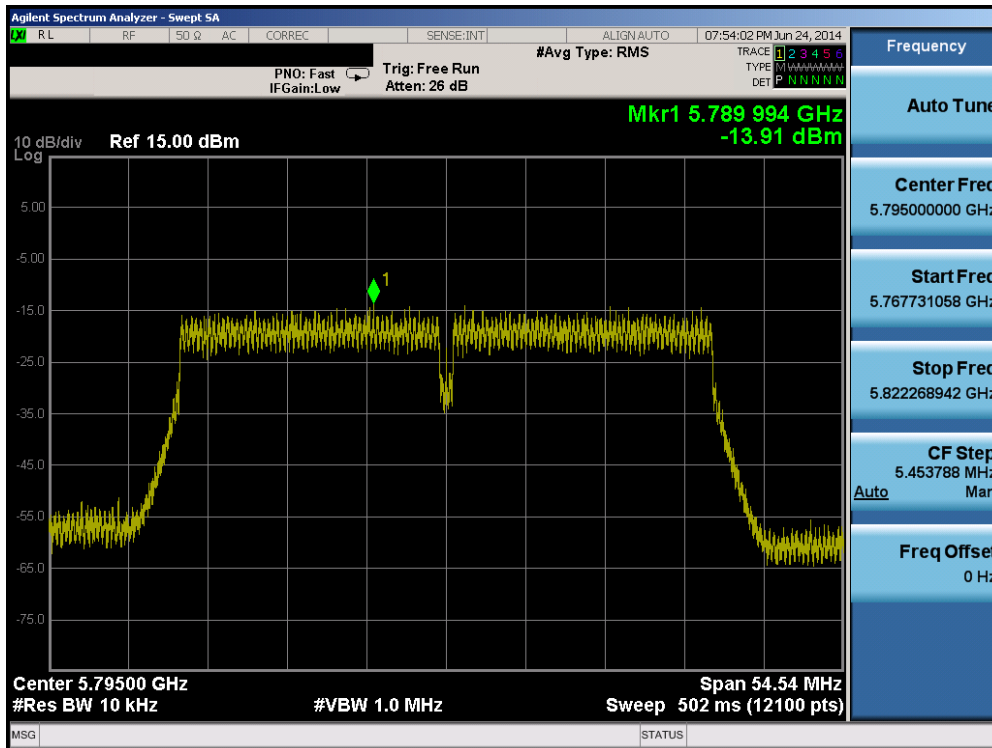 Agilent Spectrum Analyzer - Swept SA
LXI RL RF 50 Ω AC CORREC SENSE:INT ALIGNAUTO 07:54:02 PM Jun 24, 2014
#Avg Type: RMS
TRACE 1 2 3 4 5 6
PNO: Fast Trig: Free Run TYPE MWWWWW
IFGain:Low Atten: 26 dB DET P N N N N N
Mkr1 5.789 994 GHz
-13.91 dBm
10 dB/div Ref 15.00 dBm
Log
5.00
-5.00
1
-15.0
-25.0
-35.0
-45.0
-55.0
-65.0
-75.0
Center 5.79500 GHz Span 54.54 MHz
#Res BW 10 kHz #VBW 1.0 MHz Sweep 502 ms (12100 pts)
MSG STATUS
Frequency
Auto Tune
Center Freq
5.795000000 GHz
Start Freq
5.767731058 GHz
Stop Freq
5.822268942 GHz
CF Step
5.453788 MHz
Auto Man
Freq Offset
0 Hz